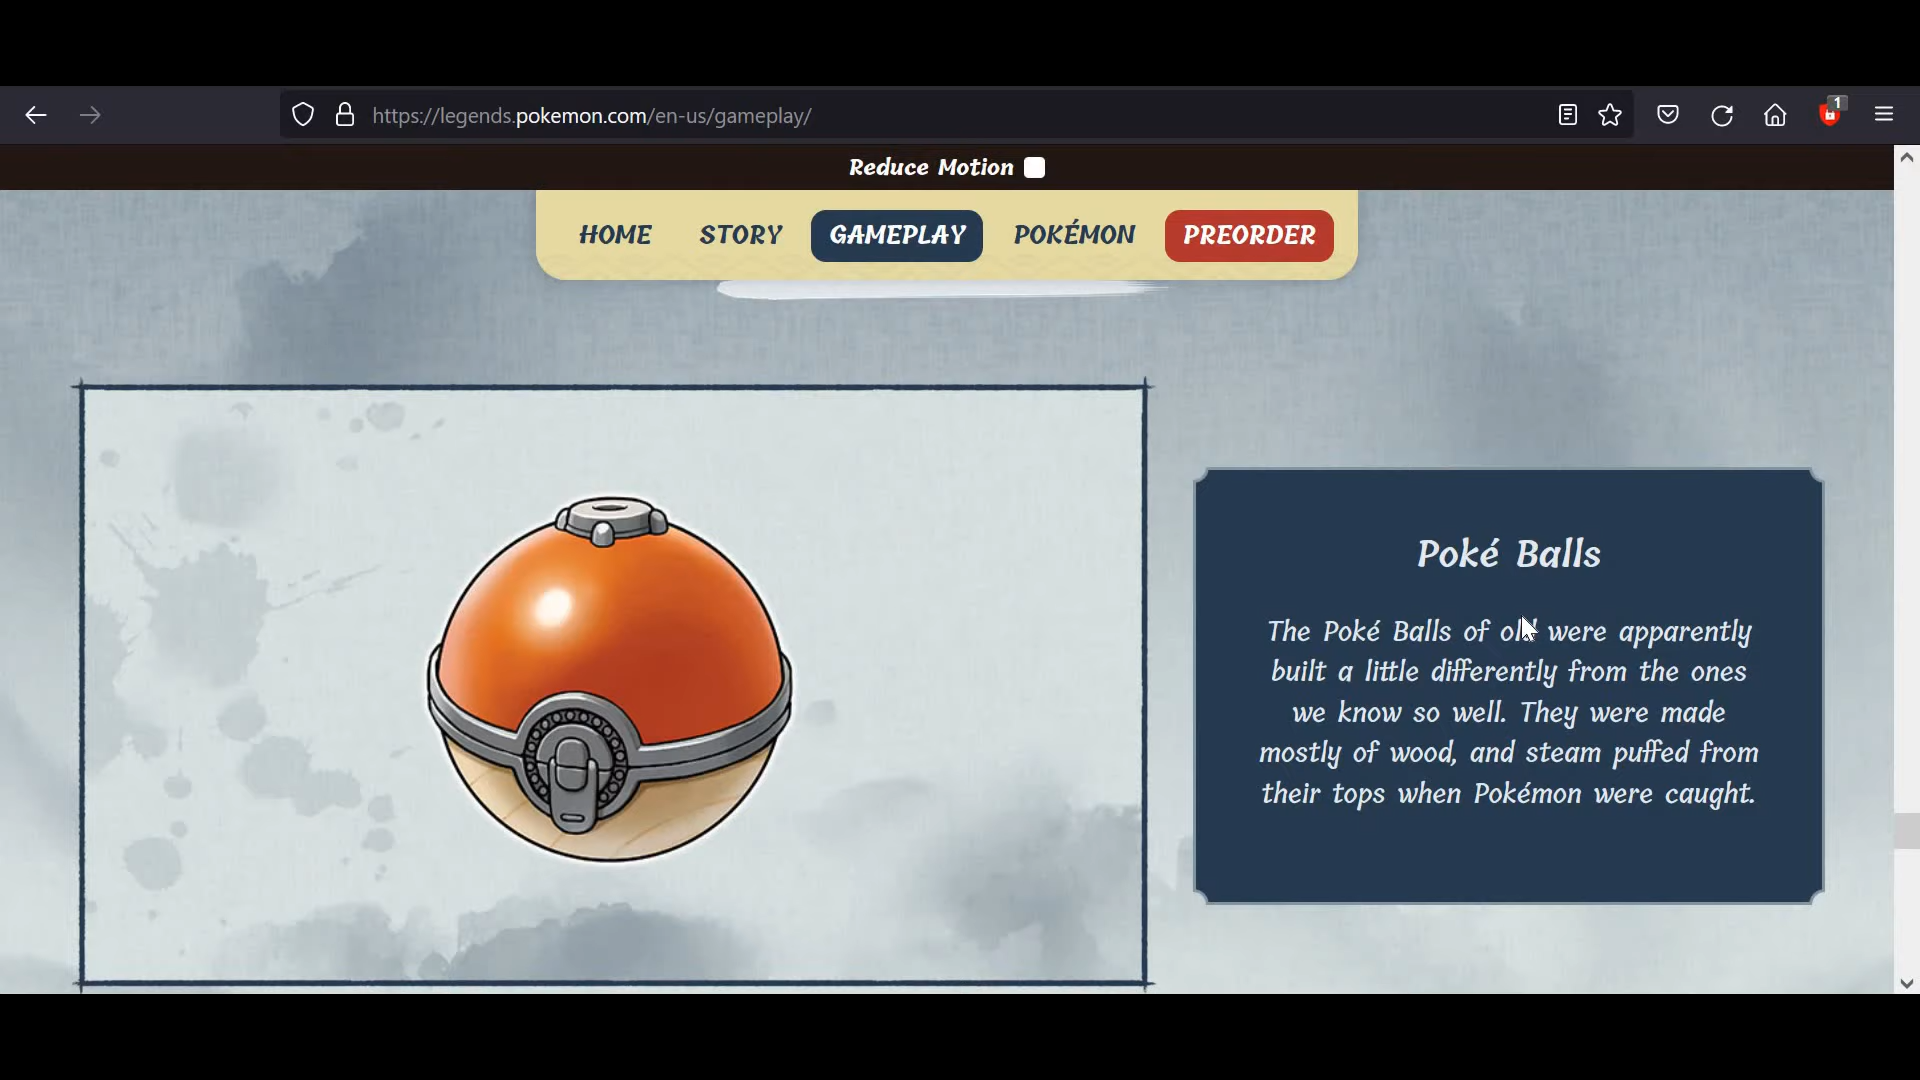 1
https://legends.pokemon.com/en-us/gameplay/
Reduce Motion
HOME STORY GAMEPLAY POKÉMON PREORDER
Poké Balls
The Poké Balls of old were apparently
built a little differently from the ones
we know so well. They were made
mostly of wood, and steam puffed from
their tops when Pokémon were caught.